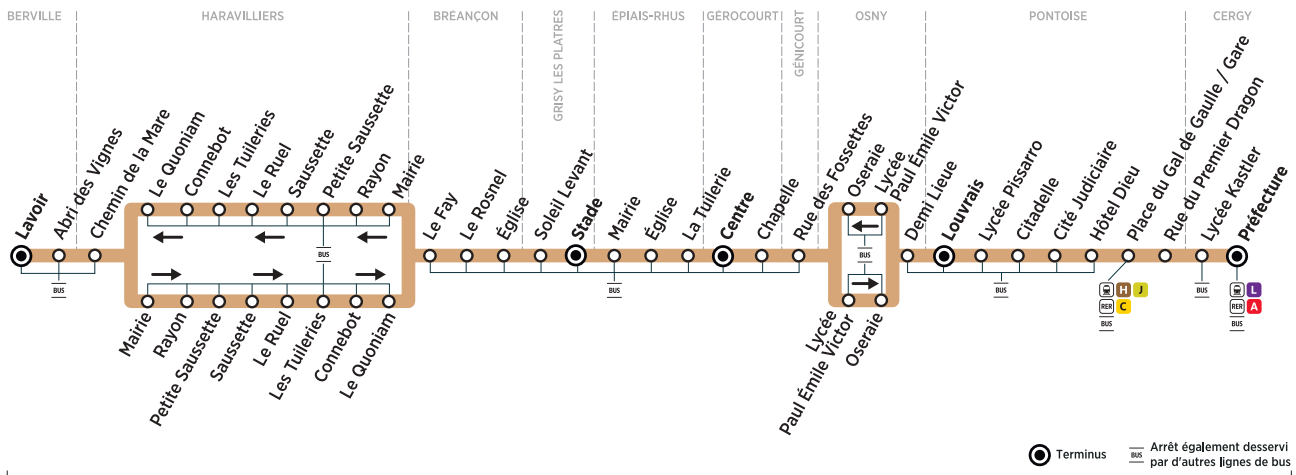 BERVILLE
HARAVILLIERS
BRÉANÇON
GRISY LES PLATRES
ÉPIAIS-RHUS
GÉROCOURT
GÉNICOURT
OSNY
PONTOISE
CERGY
Lavoir
Abri des Vignes
Chemin de la Mare
Le Quoniam
Connebot
Les Tuileries
Le Ruel
Saussette
Petite Saussette
Rayon
Mairie
BUS
BUS
Mairie
Rayon
Petite Saussette
Saussette
Le Ruel
Les Tuileries
Connebot
Le Quoniam
Le Fay
Le Rosnel
Église
Soleil Levant
Stade
Mairie
Église
La Tuilerie
Centre
Chapelle
Rue des Fossettes
BUS
Oseraie
Lycée
Paul Émile Victor
BUS
Lycée
Paul Émile Victor
Oseraie
Demi Lieue
Louvrais
Lycée Pissarro
Citadelle
Cité Judiciaire
Hôtel Dieu
Place du Gal de Gaulle / Gare
Rue du Premier Dragon
Lycée Kastler
Préfecture
BUS
H J
RER C
BUS
BUS
L
RER A
BUS
Terminus
BUS
Arrêt également desservi
par d'autres lignes de bus